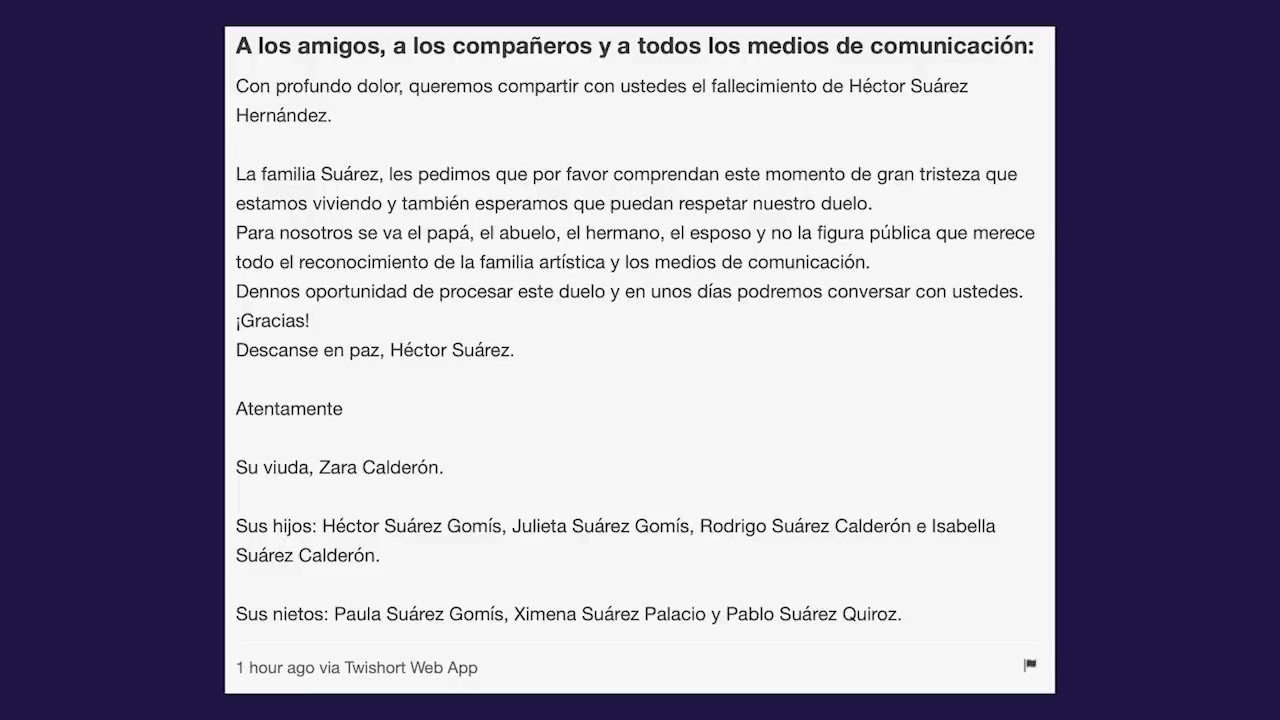 A los amigos, a los compañeros y a todos los medios de comunicación:
Con profundo dolor, queremos compartir con ustedes el fallecimiento de Héctor Suárez
Hernández.
La familia Suárez, les pedimos que por favor comprendan este momento de gran tristeza que
estamos viviendo y también esperamos que puedan respetar nuestro duelo.
Para nosotros se va el papá, el abuelo, el hermano, el esposo y no la figura pública que merece
todo el reconocimiento de la familia artística y los medios de comunicación.
Dennos oportunidad de procesar este duelo y en unos días podremos conversar con ustedes.
¡Gracias!
Descanse en paz, Héctor Suárez.
Atentamente
Su viuda, Zara Calderón.
Sus hijos: Héctor Suárez Gomís, Julieta Suárez Gomís, Rodrigo Suárez Calderón e Isabella
Suárez Calderón.
Sus nietos: Paula Suárez Gomís, Ximena Suárez Palacio y Pablo Suárez Quiroz.
1 hour ago via Twishort Web App